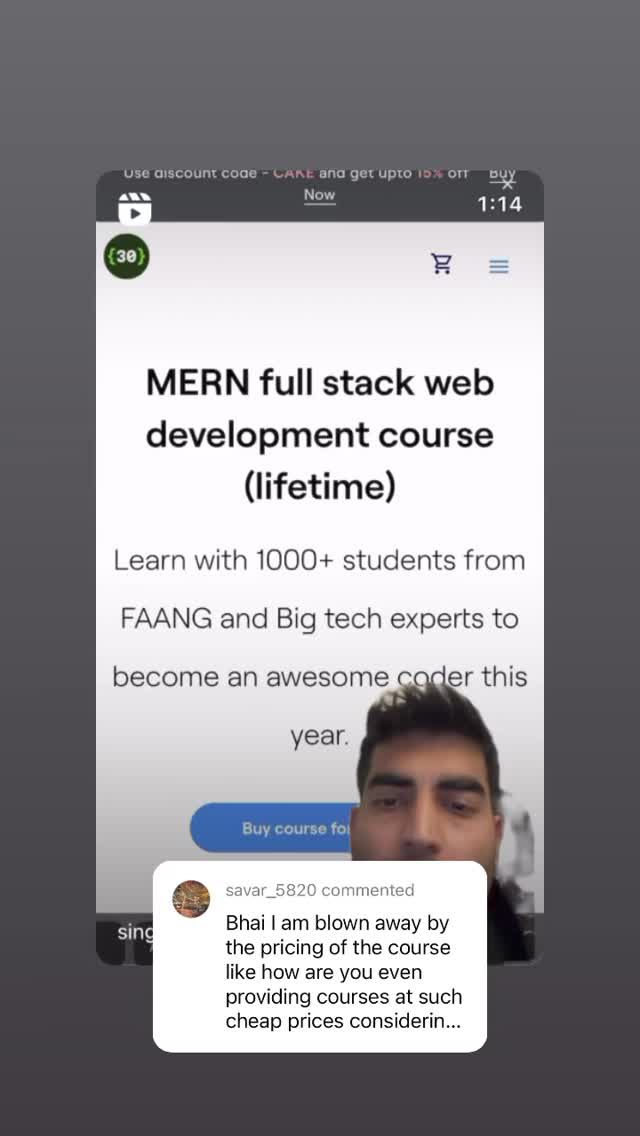 Use discount code - CAKE and get upto 15% off Buy
Now
1:14
{30}
MERN full stack web
development course
(lifetime)
Learn with 1000+ students from
FAANG and Big tech experts to
become an awesome coder this
year.
Buy course for
sing
savar_5820 commented
Bhai I am blown away by
the pricing of the course
like how are you even
providing courses at such
cheap prices considerin...